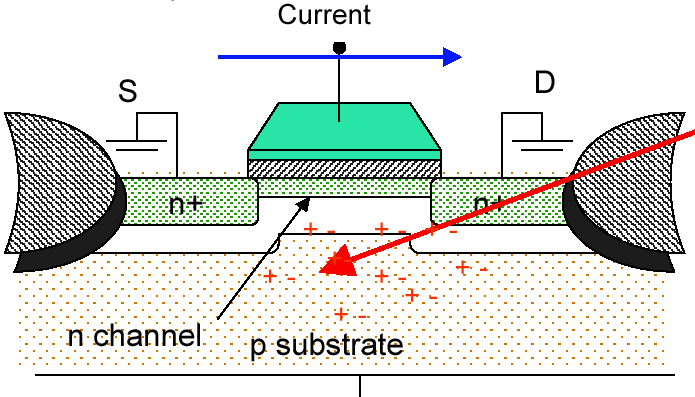 Current
S
D
n+
n+
+ -
+ -
+ -
+ -
+ -
+ -
+ -
+ -
+ -
n channel
p substrate